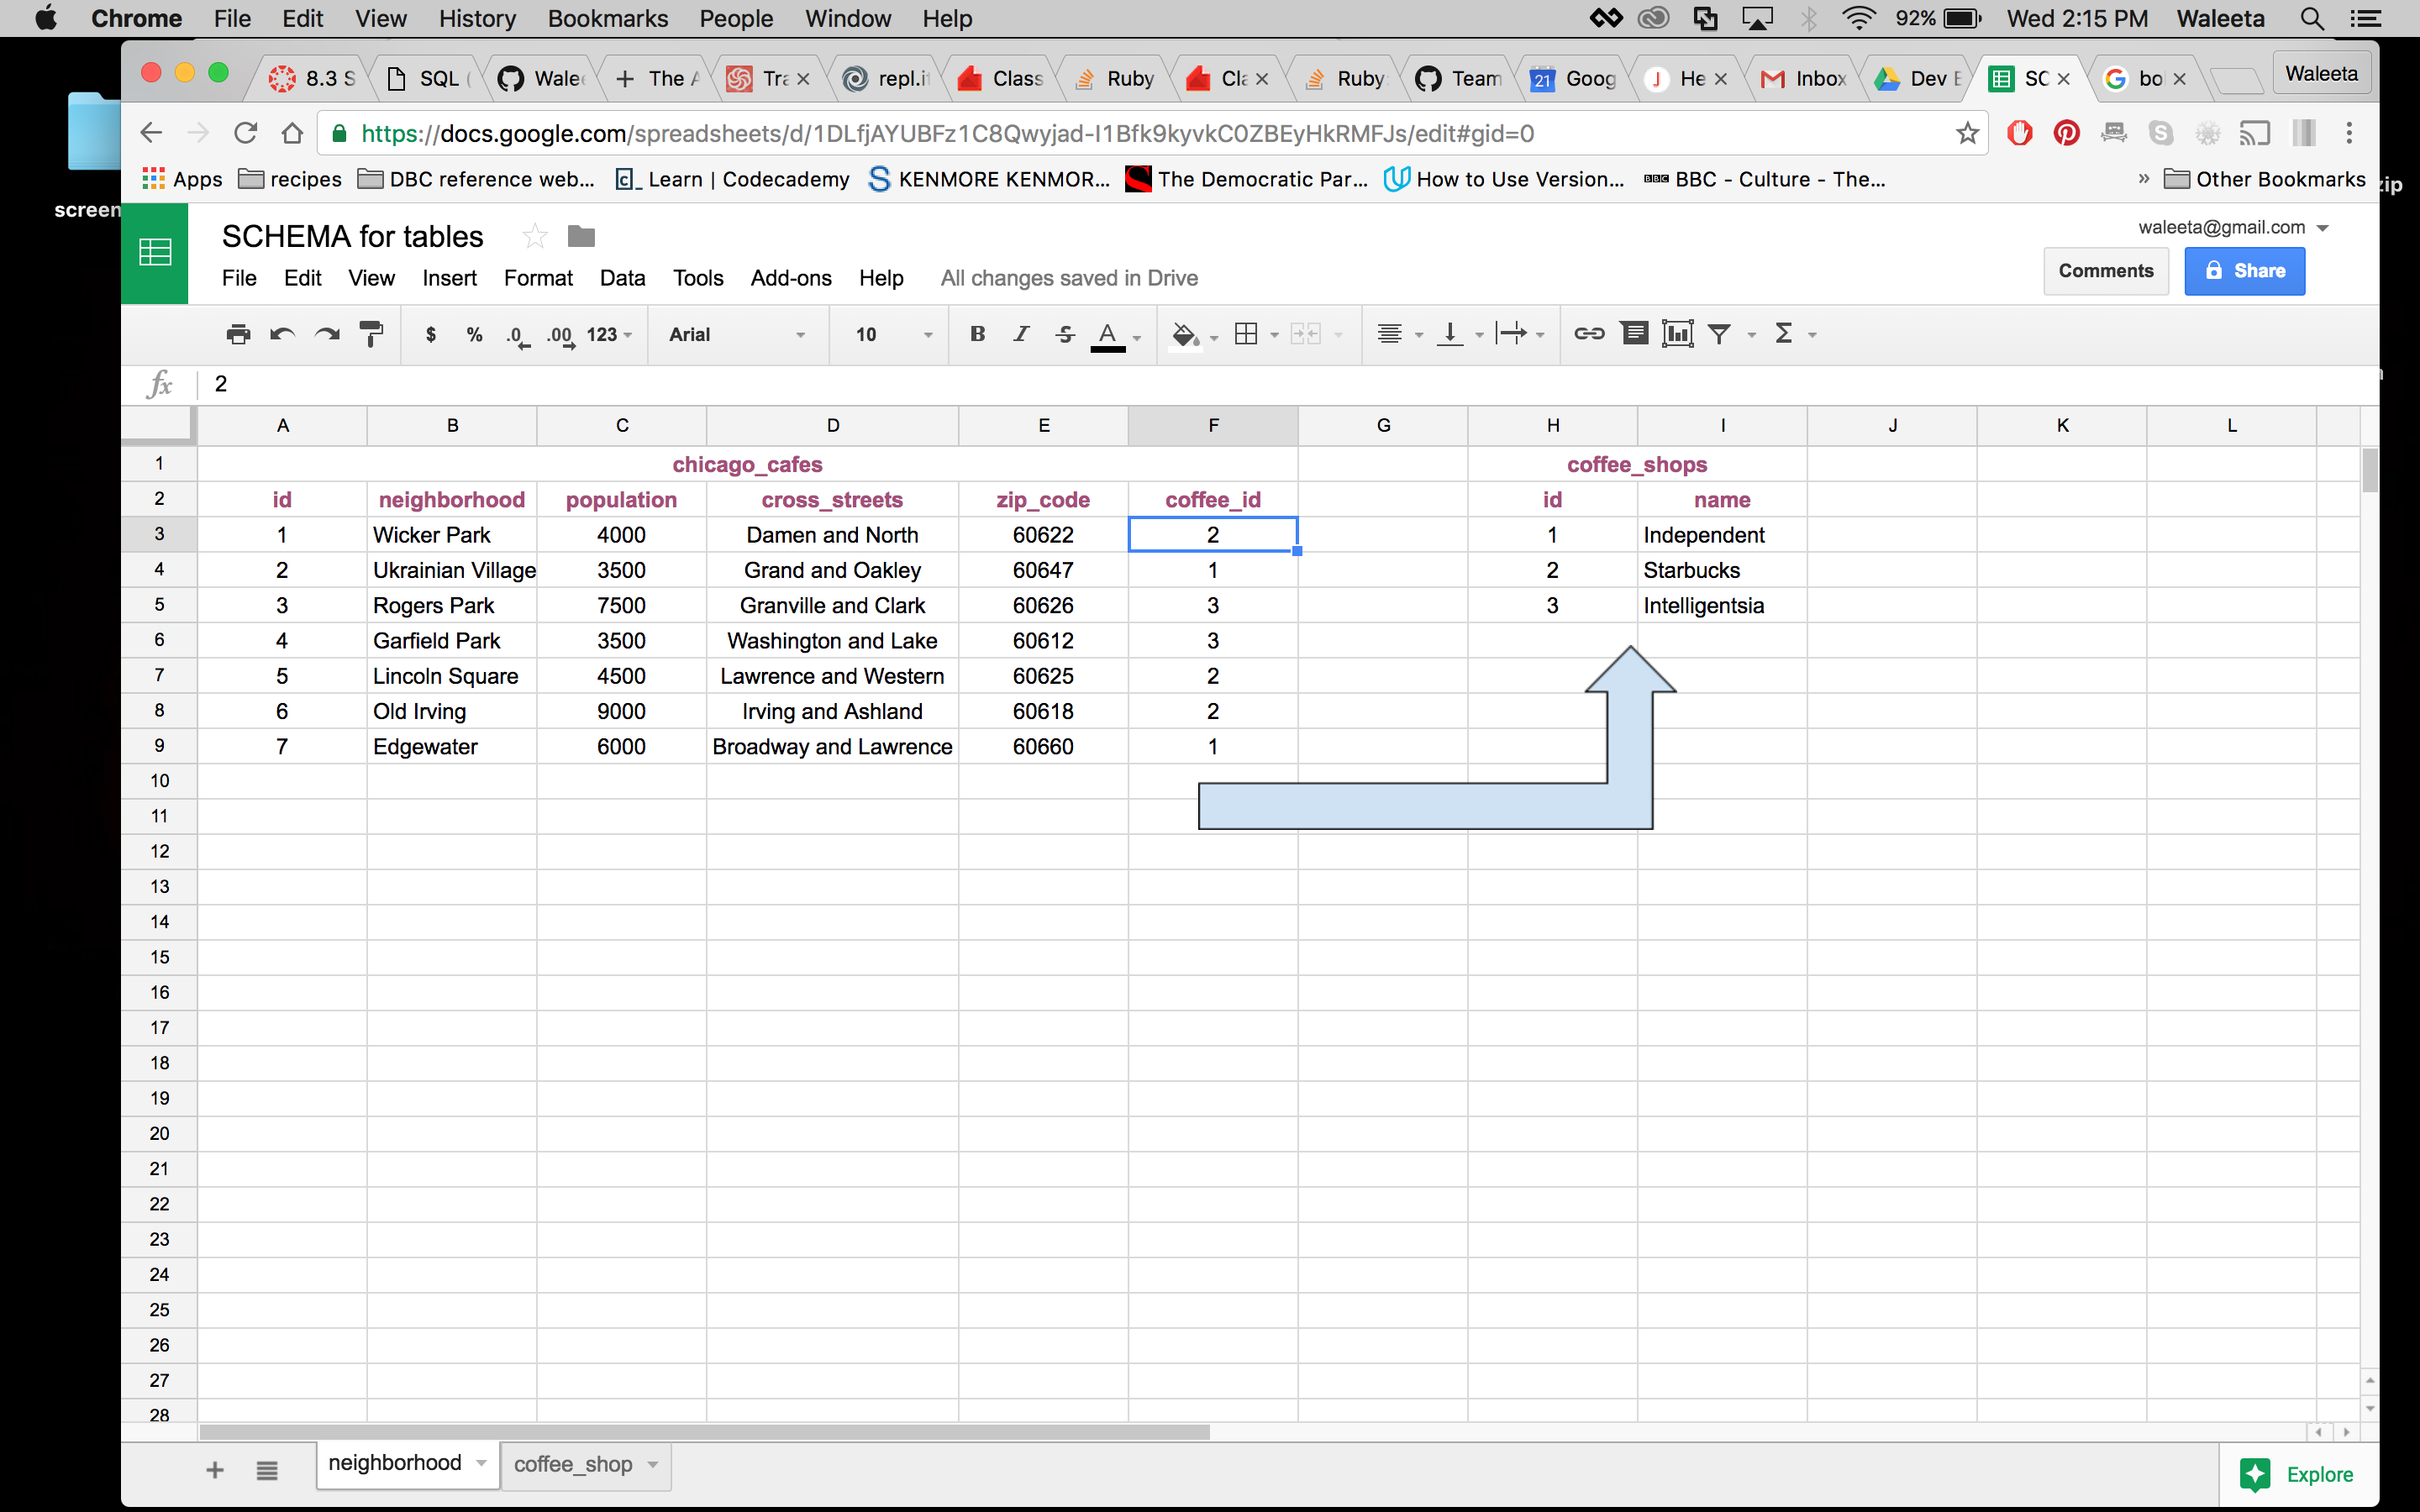 Chrome File Edit View History Bookmarks People Window Help 92% Wed 2:15 PM Waleeta
8.3 S SQL ( Wale + The A Tra repl.i Class Ruby Cla Ruby: Team 21 Goog J He Inbox Dev E SC bo Waleeta
https://docs.google.com/spreadsheets/d/1DLfjAYUBFz1C8Qwyjad-I1Bfk9kyvkC0ZBEyHkRMFJs/edit#gid=0
Apps recipes DBC reference web... Learn | Codecademy KENMORE KENMOR... The Democratic Par... How to Use Version... BBC BBC - Culture - The... » Other Bookmarks zip
screen
SCHEMA for tables waleeta@gmail.com
File Edit View Insert Format Data Tools Add-ons Help All changes saved in Drive Comments Share
$ % .0 .00 123 Arial 10 B I S A Σ
fx 2
A B C D E F G H I J K L
1 chicago_cafes coffee_shops
2 id neighborhood population cross_streets zip_code coffee_id id name
3 1 Wicker Park 4000 Damen and North 60622 2 1 Independent
4 2 Ukrainian Village 3500 Grand and Oakley 60647 1 2 Starbucks
5 3 Rogers Park 7500 Granville and Clark 60626 3 3 Intelligentsia
6 4 Garfield Park 3500 Washington and Lake 60612 3
7 5 Lincoln Square 4500 Lawrence and Western 60625 2
8 6 Old Irving 9000 Irving and Ashland 60618 2
9 7 Edgewater 6000 Broadway and Lawrence 60660 1
10
11
12
13
14
15
16
17
18
19
20
21
22
23
24
25
26
27
28
+ neighborhood coffee_shop Explore